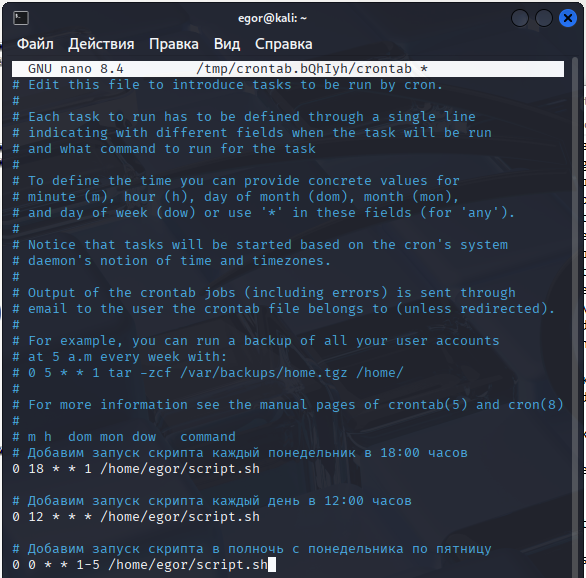 egor@kali: ~
Файл Действия Правка Вид Справка
GNU nano 8.4 /tmp/crontab.bQhIyh/crontab *
# Edit this file to introduce tasks to be run by cron.
#
# Each task to run has to be defined through a single line
# indicating with different fields when the task will be run
# and what command to run for the task
#
# To define the time you can provide concrete values for
# minute (m), hour (h), day of month (dom), month (mon),
# and day of week (dow) or use '*' in these fields (for 'any').
#
# Notice that tasks will be started based on the cron's system
# daemon's notion of time and timezones.
#
# Output of the crontab jobs (including errors) is sent through
# email to the user the crontab file belongs to (unless redirected).
#
# For example, you can run a backup of all your user accounts
# at 5 a.m every week with:
# 0 5 * * 1 tar -zcf /var/backups/home.tgz /home/
#
# For more information see the manual pages of crontab(5) and cron(8)
#
# m h  dom mon dow   command
# Добавим запуск скрипта каждый понедельник в 18:00 часов
0 18 * * 1 /home/egor/script.sh
# Добавим запуск скрипта каждый день в 12:00 часов
0 12 * * * /home/egor/script.sh
# Добавим запуск скрипта в полночь с понедельника по пятницу
0 0 * * 1-5 /home/egor/script.sh